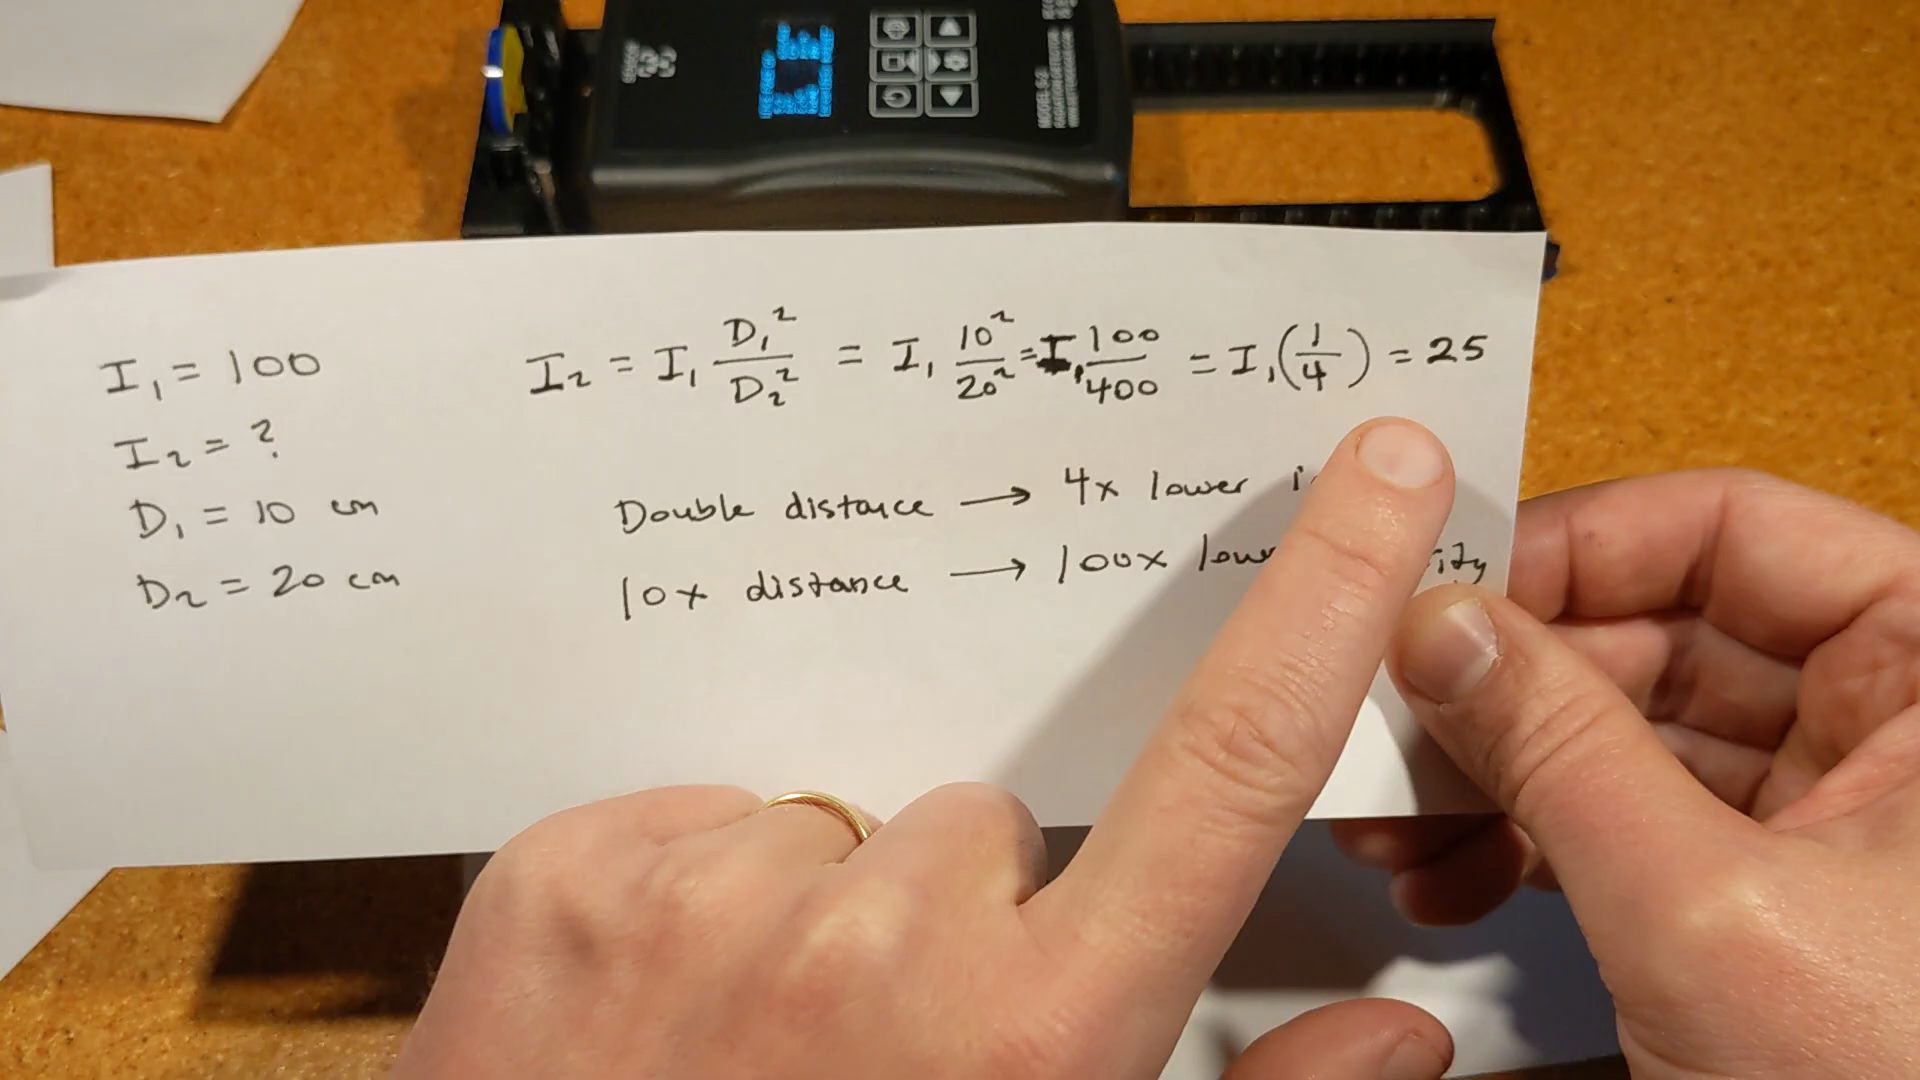 I₁ = 100
I₂ = ?
D₁ = 10 cm
D₂ = 20 cm
I₂ = I₁ D₁²/D₂² = I₁ 10²/20² = I₁ 100/400 = I₁(1/4) = 25
Double distance → 4x lower
10x distance → 100x